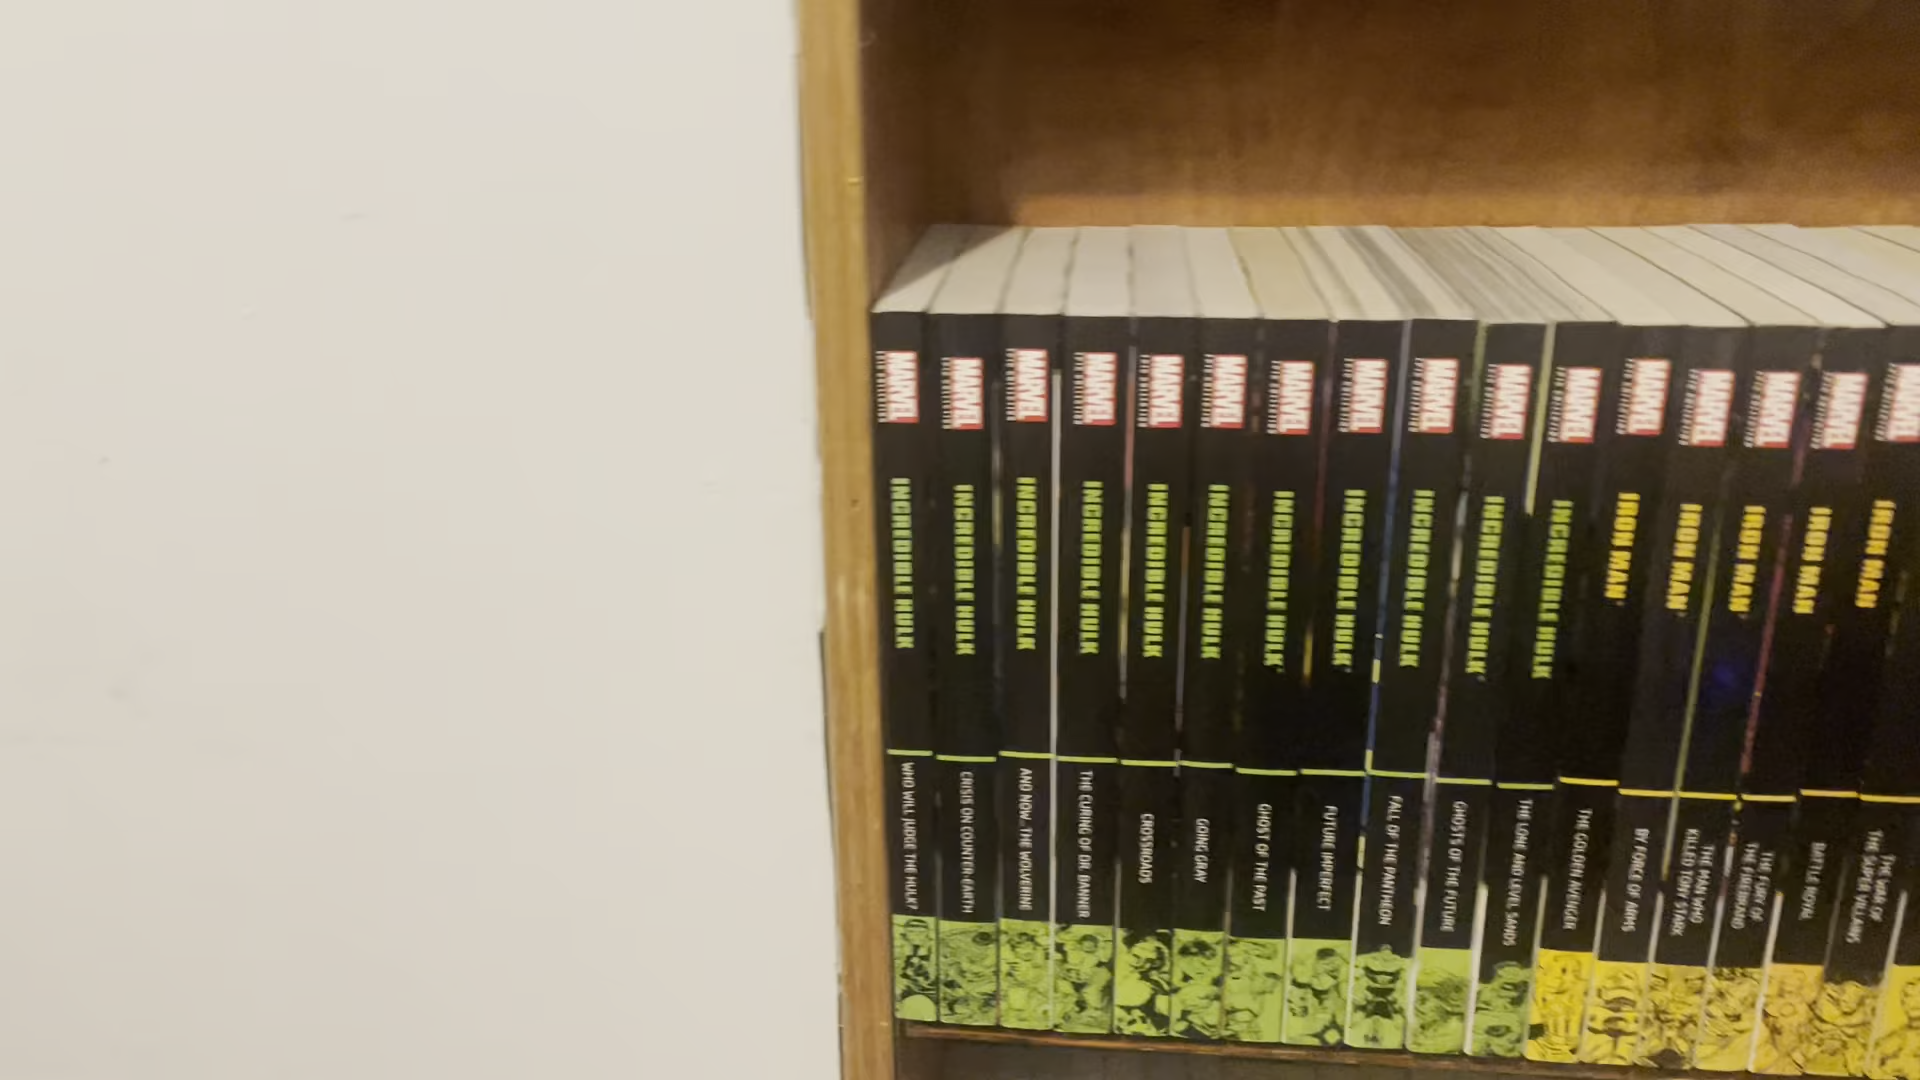 MARVEL
INCREDIBLE HULK
WHO WILL JUDGE THE HULK?
MARVEL
INCREDIBLE HULK
CRISIS ON COUNTER-EARTH
MARVEL
INCREDIBLE HULK
AND NOW...THE WOLVERINE
MARVEL
INCREDIBLE HULK
THE CURING OF DR. BANNER
MARVEL
INCREDIBLE HULK
CROSSROADS
MARVEL
INCREDIBLE HULK
GOING GRAY
MARVEL
INCREDIBLE HULK
GHOST OF THE PAST
MARVEL
INCREDIBLE HULK
FUTURE IMPERFECT
MARVEL
INCREDIBLE HULK
FALL OF THE PANTHEON
MARVEL
INCREDIBLE HULK
GHOSTS OF THE FUTURE
MARVEL
INCREDIBLE HULK
THE LONE AND LEVEL SANDS
MARVEL
IRON MAN
THE GOLDEN AVENGER
MARVEL
IRON MAN
BY FORCE OF ARMS
MARVEL
IRON MAN
THE MAN WHO
KILLED TONY STARK
MARVEL
IRON MAN
THE FURY OF
THE FIREBRAND
MARVEL
IRON MAN
BATTLE ROYAL
THE WAR OF
THE SUPER VILLAINS